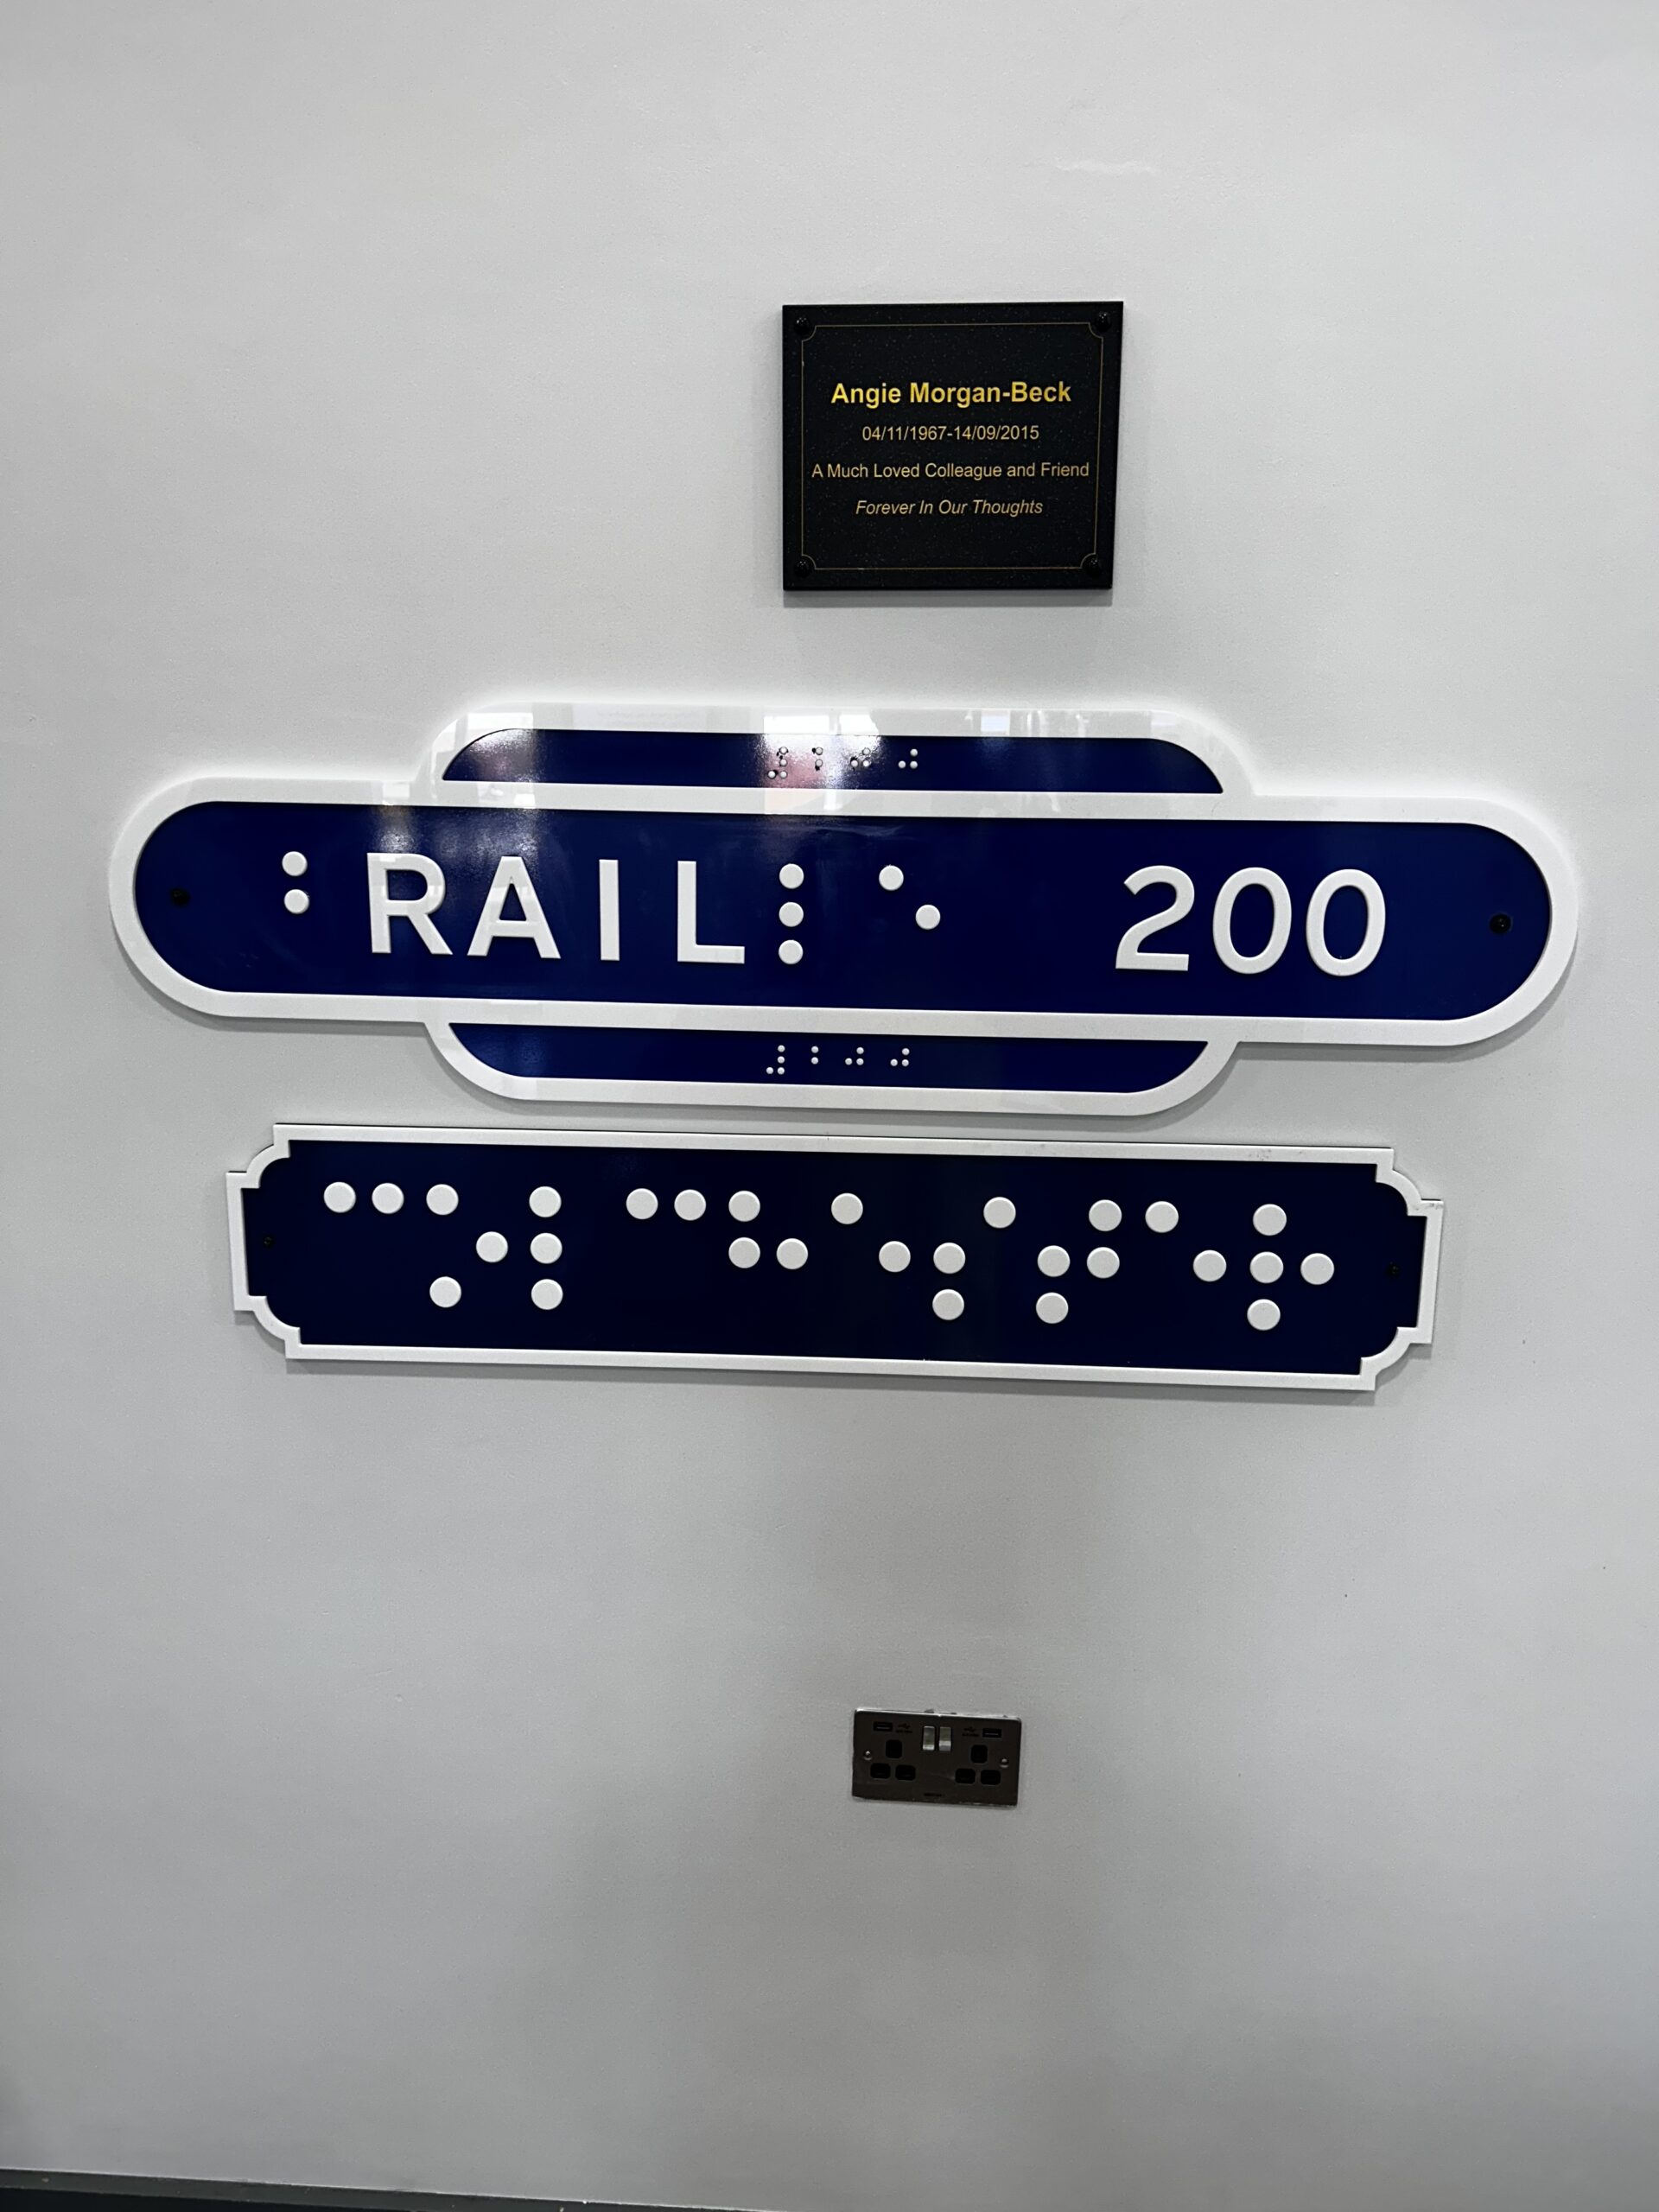 Angie Morgan-Beck
04/11/1967-14/09/2015
A Much Loved Colleague and Friend
Forever In Our Thoughts
⠼⠃⠚⠚
⠃RAIL⠇⠑ 200
⠼⠃⠚⠚
⠉⠕⠇⠉⠓⠑⠎⠞⠑⠗